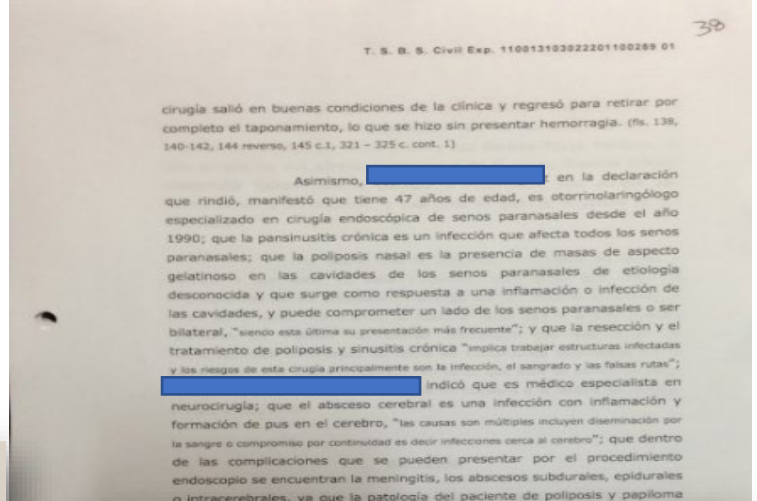 38
T. S. B. S. Civil Exp. 110013103022201100289 01
cirugía salió en buenas condiciones de la clínica y regresó para retirar por
completo el taponamiento, lo que se hizo sin presentar hemorragia. (fls. 138,
140-142, 144 reverso, 145 c.1, 321 – 325 c. cont. 1)
Asimismo, en la declaración
que rindió, manifestó que tiene 47 años de edad, es otorrinolaringólogo
especializado en cirugía endoscópica de senos paranasales desde el año
1990; que la pansinusitis crónica es un infección que afecta todos los senos
paranasales; que la poliposis nasal es la presencia de masas de aspecto
gelatinoso en las cavidades de los senos paranasales de etiología
desconocida y que surge como respuesta a una inflamación o infección de
las cavidades, y puede comprometer un lado de los senos paranasales o ser
bilateral, "siendo esta última su presentación más frecuente"; y que la resección y el
tratamiento de poliposis y sinusitis crónica "implica trabajar estructuras infectadas
y los riesgos de esta cirugía principalmente son la infección, el sangrado y las falsas rutas";
indicó que es médico especialista en
neurocirugía; que el absceso cerebral es una infección con inflamación y
formación de pus en el cerebro, "las causas son múltiples incluyen diseminación por
la sangre o compromiso por continuidad es decir infecciones cerca al cerebro"; que dentro
de las complicaciones que se pueden presentar por el procedimiento
endoscopio se encuentran la meningitis, los abscesos subdurales, epidurales
o intracerebrales, ya que la patología del paciente de poliposis y papiloma